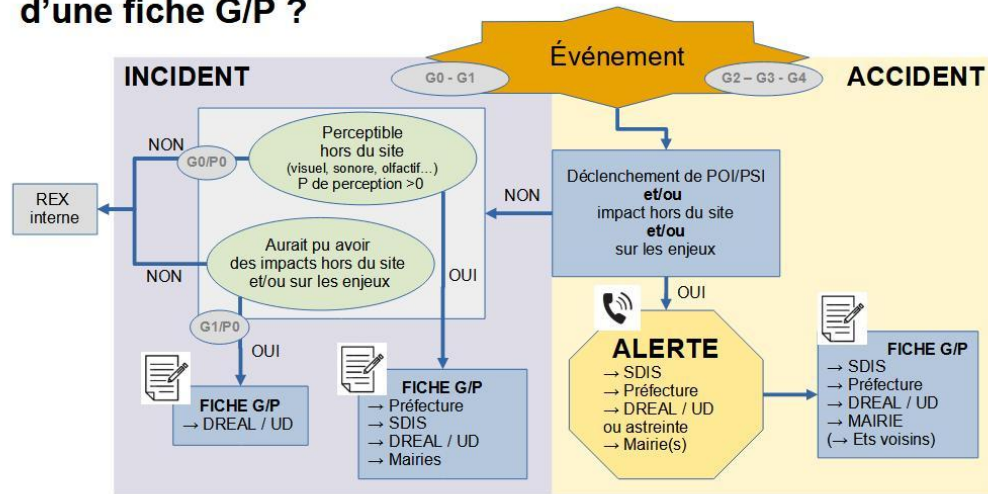 d'une fiche G/P ?
Événement
INCIDENT
G0 - G1
G2 – G3 - G4
ACCIDENT
NON
G0/P0
Perceptible
hors du site
(visuel, sonore, olfactif…)
P de perception >0
REX
interne
NON
Déclenchement de POI/PSI
et/ou
impact hors du site
et/ou
sur les enjeux
Aurait pu avoir
des impacts hors du site
et/ou sur les enjeux
NON
OUI
OUI
G1/P0
OUI
FICHE G/P
→ DREAL / UD
FICHE G/P
→ Préfecture
→ SDIS
→ DREAL / UD
→ Mairies
ALERTE
→ SDIS
→ Préfecture
→ DREAL / UD
ou astreinte
→ Mairie(s)
FICHE G/P
→ SDIS
→ Préfecture
→ DREAL / UD
→ MAIRIE
(→ Ets voisins)